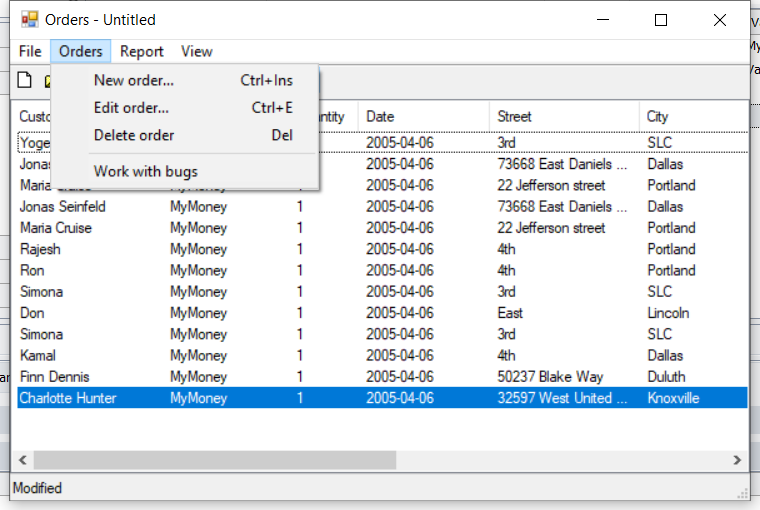 Orders - Untitled
File Orders Report View
New order... Ctrl+Ins
Edit order... Ctrl+E
Delete order Del
Work with bugs
Custo ntity Date Street City
Yoge 2005-04-06 3rd SLC
Jonas 2005-04-06 73668 East Daniels ... Dallas
Maria Cruise 2005-04-06 22 Jefferson street Portland
Jonas Seinfeld MyMoney 1 2005-04-06 73668 East Daniels ... Dallas
Maria Cruise MyMoney 1 2005-04-06 22 Jefferson street Portland
Rajesh MyMoney 1 2005-04-06 4th Portland
Ron MyMoney 1 2005-04-06 4th Portland
Simona MyMoney 1 2005-04-06 3rd SLC
Don MyMoney 1 2005-04-06 East Lincoln
Simona MyMoney 1 2005-04-06 3rd SLC
Kamal MyMoney 1 2005-04-06 4th Dallas
Finn Dennis MyMoney 1 2005-04-06 50237 Blake Way Duluth
Charlotte Hunter MyMoney 1 2005-04-06 32597 West United ... Knoxville
Modified